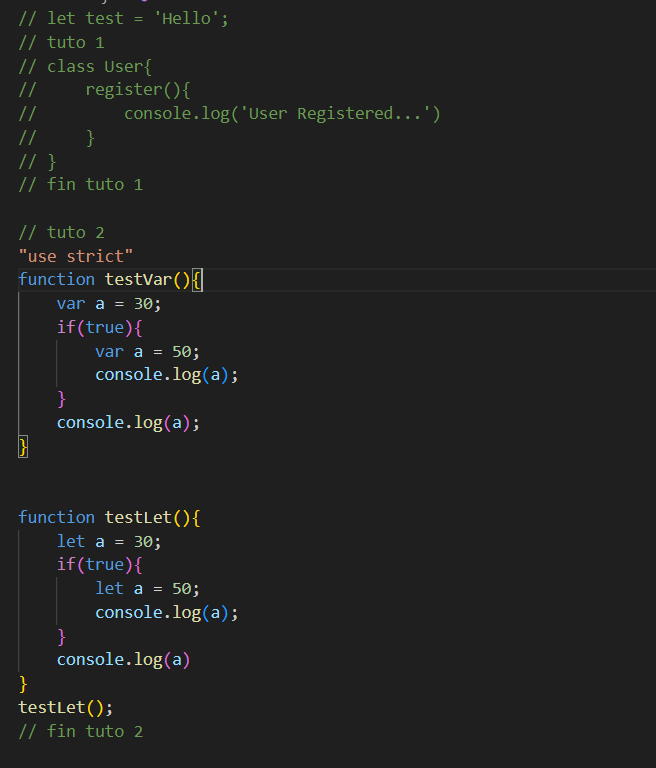 // let test = 'Hello';
// tuto 1
// class User{
//     register(){
//         console.log('User Registered...')
//     }
// }
// fin tuto 1

// tuto 2
"use strict"
function testVar(){
    var a = 30;
    if(true){
        var a = 50;
        console.log(a);
    }
    console.log(a);
}


function testLet(){
    let a = 30;
    if(true){
        let a = 50;
        console.log(a);
    }
    console.log(a)
}
testLet();
// fin tuto 2